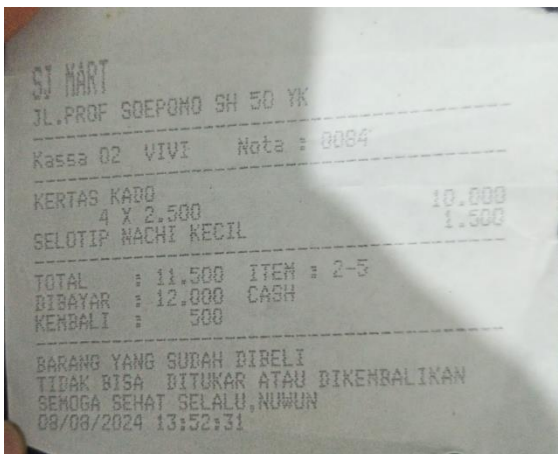 SJ MART
JL.PROF SOEPOMO SH 50 YK
Kassa 02 VIVI Nota : 0084
KERTAS KADO
4 X 2.500 10.000
SELOTIP NACHI KECIL 1.500
TOTAL : 11.500 ITEM : 2-5
DIBAYAR : 12.000 CASH
KEMBALI : 500
BARANG YANG SUDAH DIBELI
TIDAK BISA DITUKAR ATAU DIKEMBALIKAN
SEMOGA SEHAT SELALU,NUWUN
08/08/2024 13:52:31